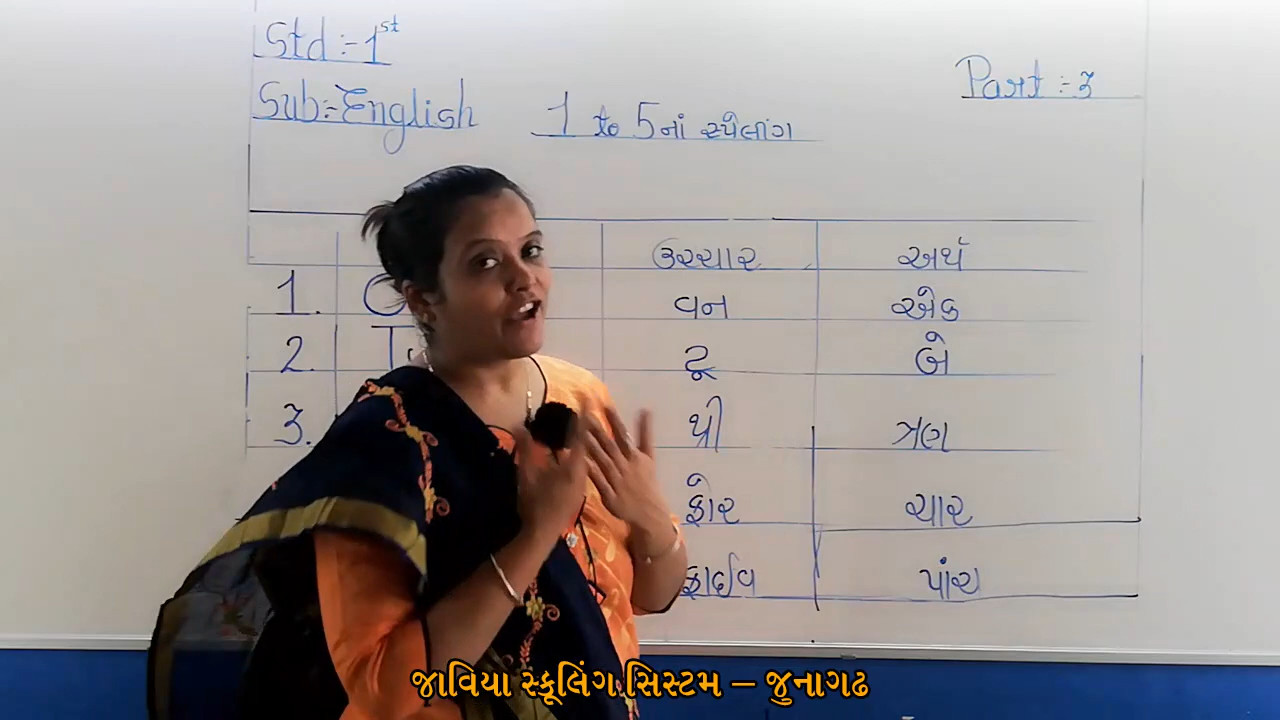 Std :- 1st
Sub:- English
Part :- 3
1 to 5 નાં સ્પેલીંગ
ઉચ્ચાર અર્થ
1. વન એક
2. ટૂ બે
3. થ્રી ત્રણ
ફોર ચાર
ફાઈવ પાંચ
જાવિયા સ્કૂલિંગ સિસ્ટમ – જુનાગઢ